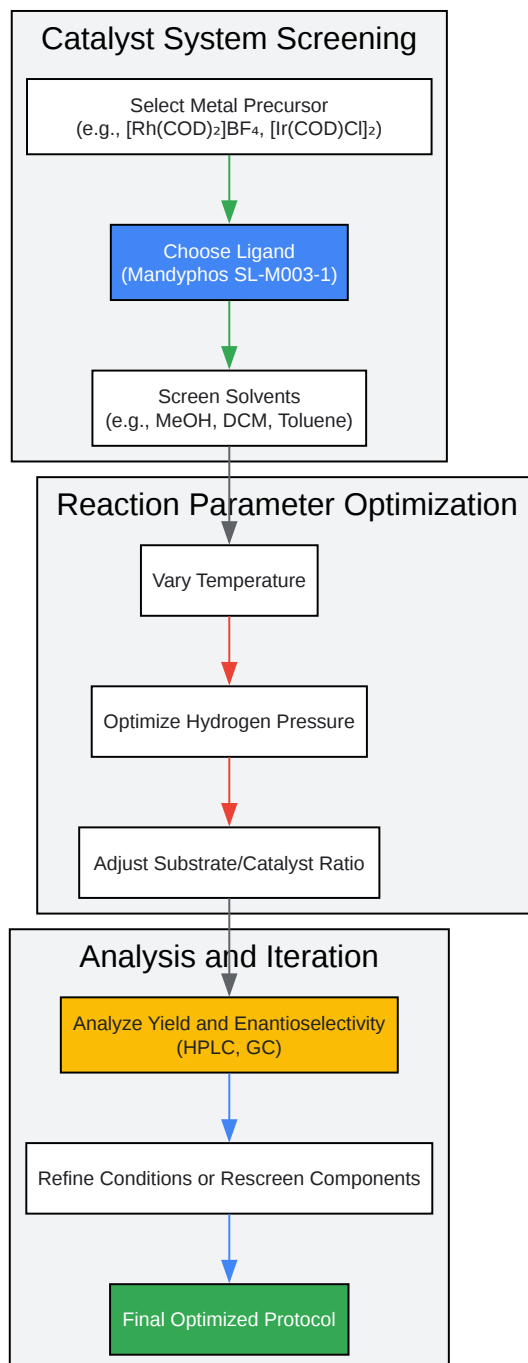 Catalyst System Screening
Select Metal Precursor
(e.g., [Rh(COD)₂]BF₄, [Ir(COD)Cl]₂)
Choose Ligand
(Mandyphos SL-M003-1)
Screen Solvents
(e.g., MeOH, DCM, Toluene)
Reaction Parameter Optimization
Vary Temperature
Optimize Hydrogen Pressure
Adjust Substrate/Catalyst Ratio
Analysis and Iteration
Analyze Yield and Enantioselectivity
(HPLC, GC)
Refine Conditions or Rescreen Components
Final Optimized Protocol